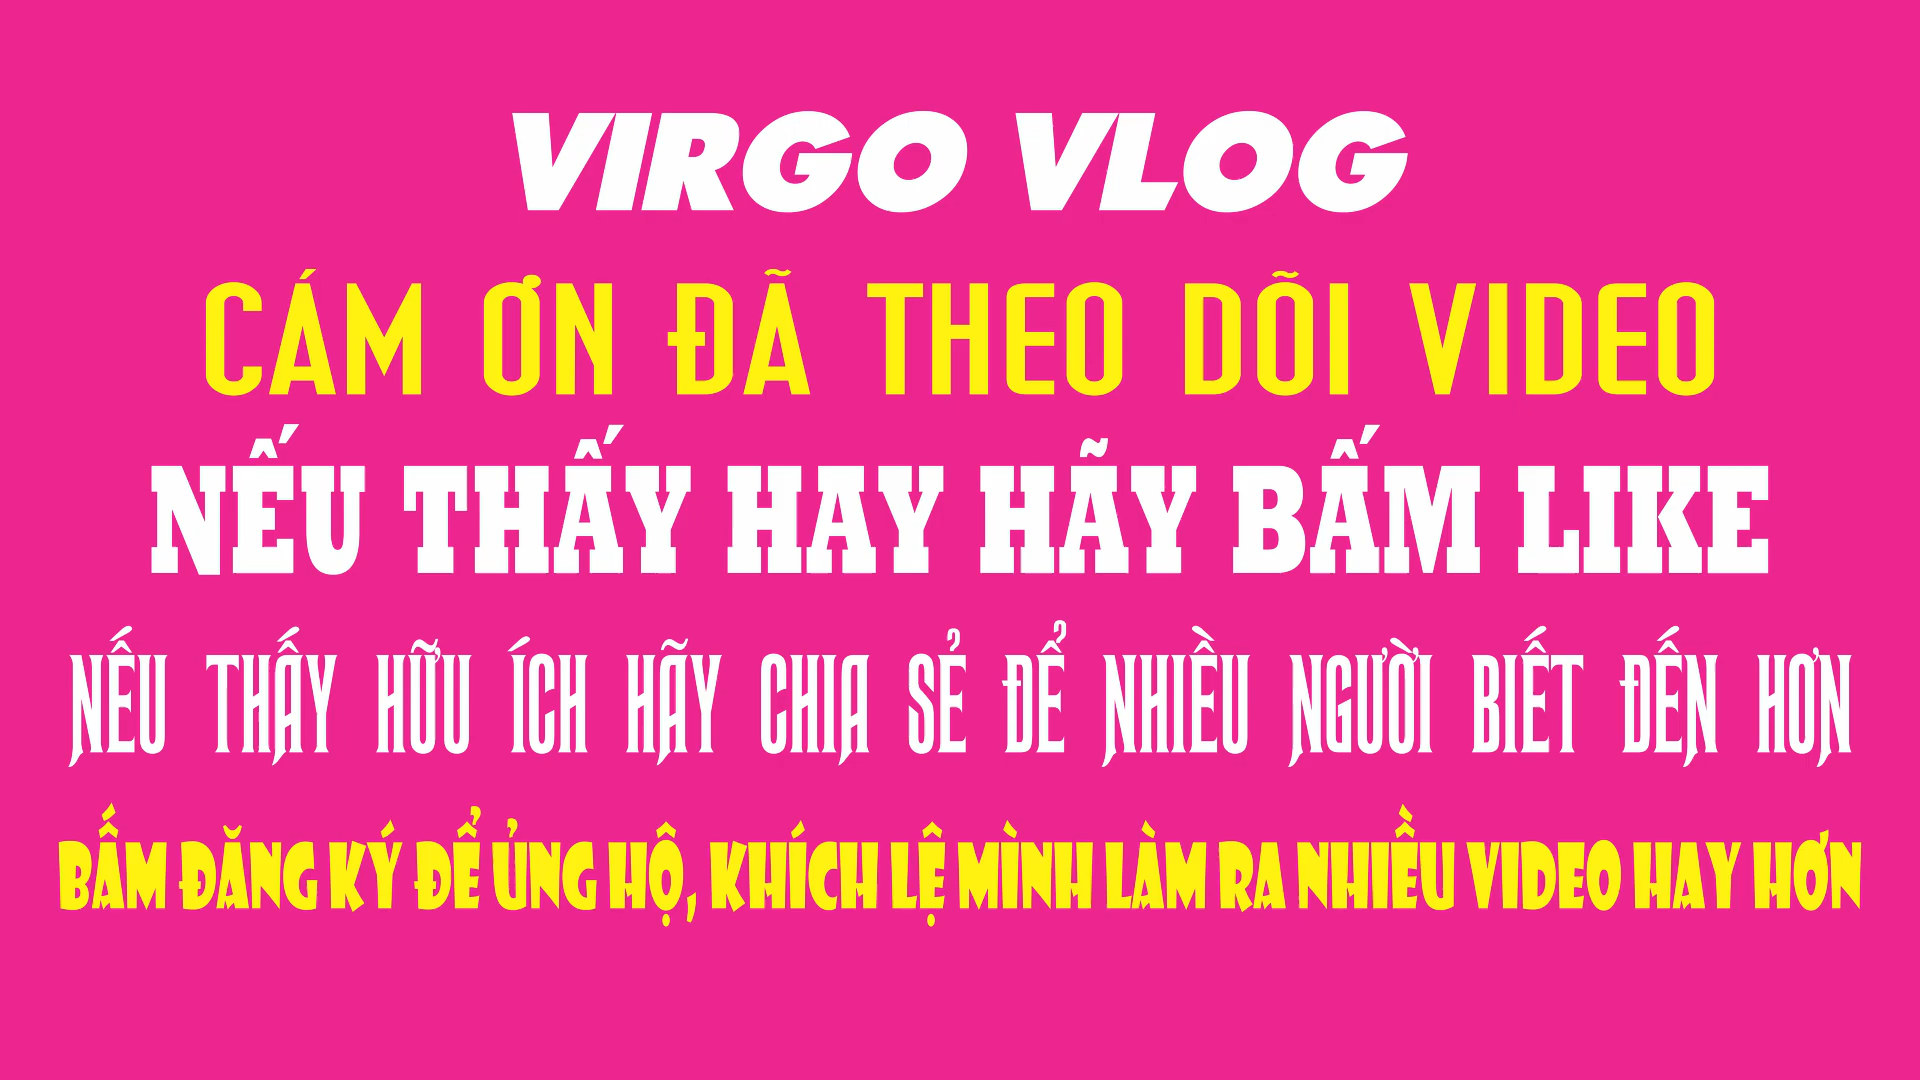 VIRGO VLOG
CÁM ƠN ĐÃ THEO DÕI VIDEO
NẾU THẤY HAY HÃY BẤM LIKE
NẾU THẤY HỮU ÍCH HÃY CHIA SẺ ĐỂ NHIỀU NGƯỜI BIẾT ĐẾN HƠN
BẤM ĐĂNG KÝ ĐỂ ỦNG HỘ, KHÍCH LỆ MÌNH LÀM RA NHIỀU VIDEO HAY HƠN